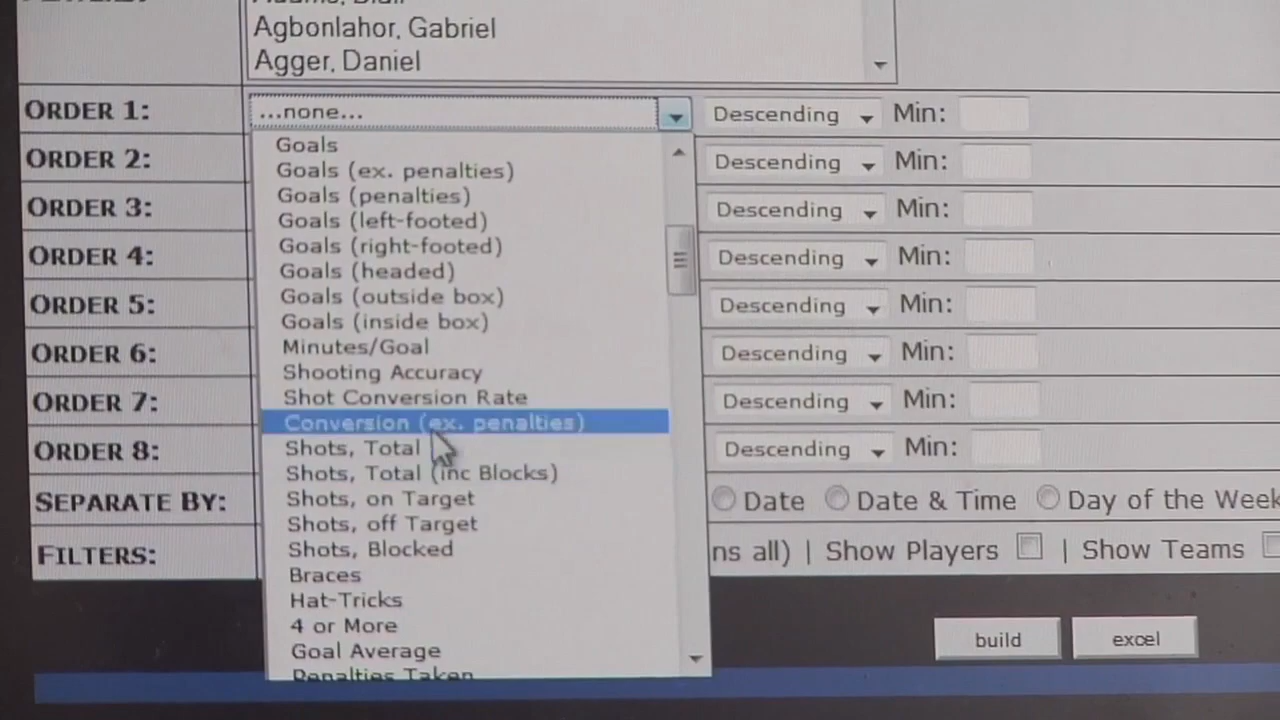 Agbonlahor, Gabriel
Agger, Daniel
ORDER 1: ...none... Descending Min:
Goals
ORDER 2: Goals (ex. penalties) Descending Min:
Goals (penalties)
ORDER 3: Goals (left-footed) Descending Min:
Goals (right-footed)
ORDER 4: Goals (headed) Descending Min:
Goals (outside box)
ORDER 5: Goals (inside box) Descending Min:
Minutes/Goal
ORDER 6: Shooting Accuracy Descending Min:
Shot Conversion Rate
ORDER 7: Conversion (ex. penalties) Descending Min:
Shots, Total
ORDER 8: Shots, Total (inc Blocks) Descending Min:
Shots, on Target
SEPARATE BY: Shots, off Target Date Date & Time Day of the Week
Shots, Blocked
FILTERS: Braces ns all) | Show Players | Show Teams
Hat-Tricks
4 or More
Goal Average
Penalties Taken
build excel